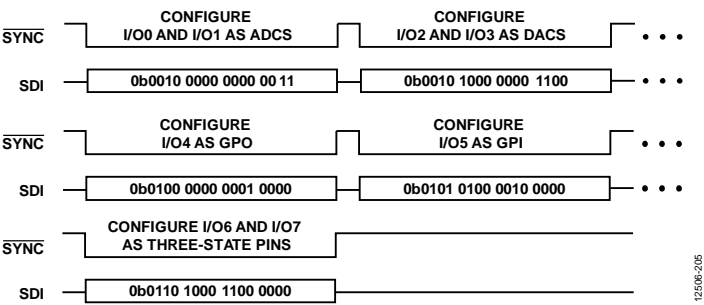 CONFIGURE
I/O0 AND I/O1 AS ADCS
CONFIGURE
I/O2 AND I/O3 AS DACS
SYNC
SDI
0b0010 0000 0000 0011
0b0010 1000 0000 1100
CONFIGURE
I/O4 AS GPO
CONFIGURE
I/O5 AS GPI
SYNC
SDI
0b0100 0000 0001 0000
0b0101 0100 0010 0000
CONFIGURE I/O6 AND I/O7
AS THREE-STATE PINS
SYNC
SDI
0b0110 1000 1100 0000
12506-205